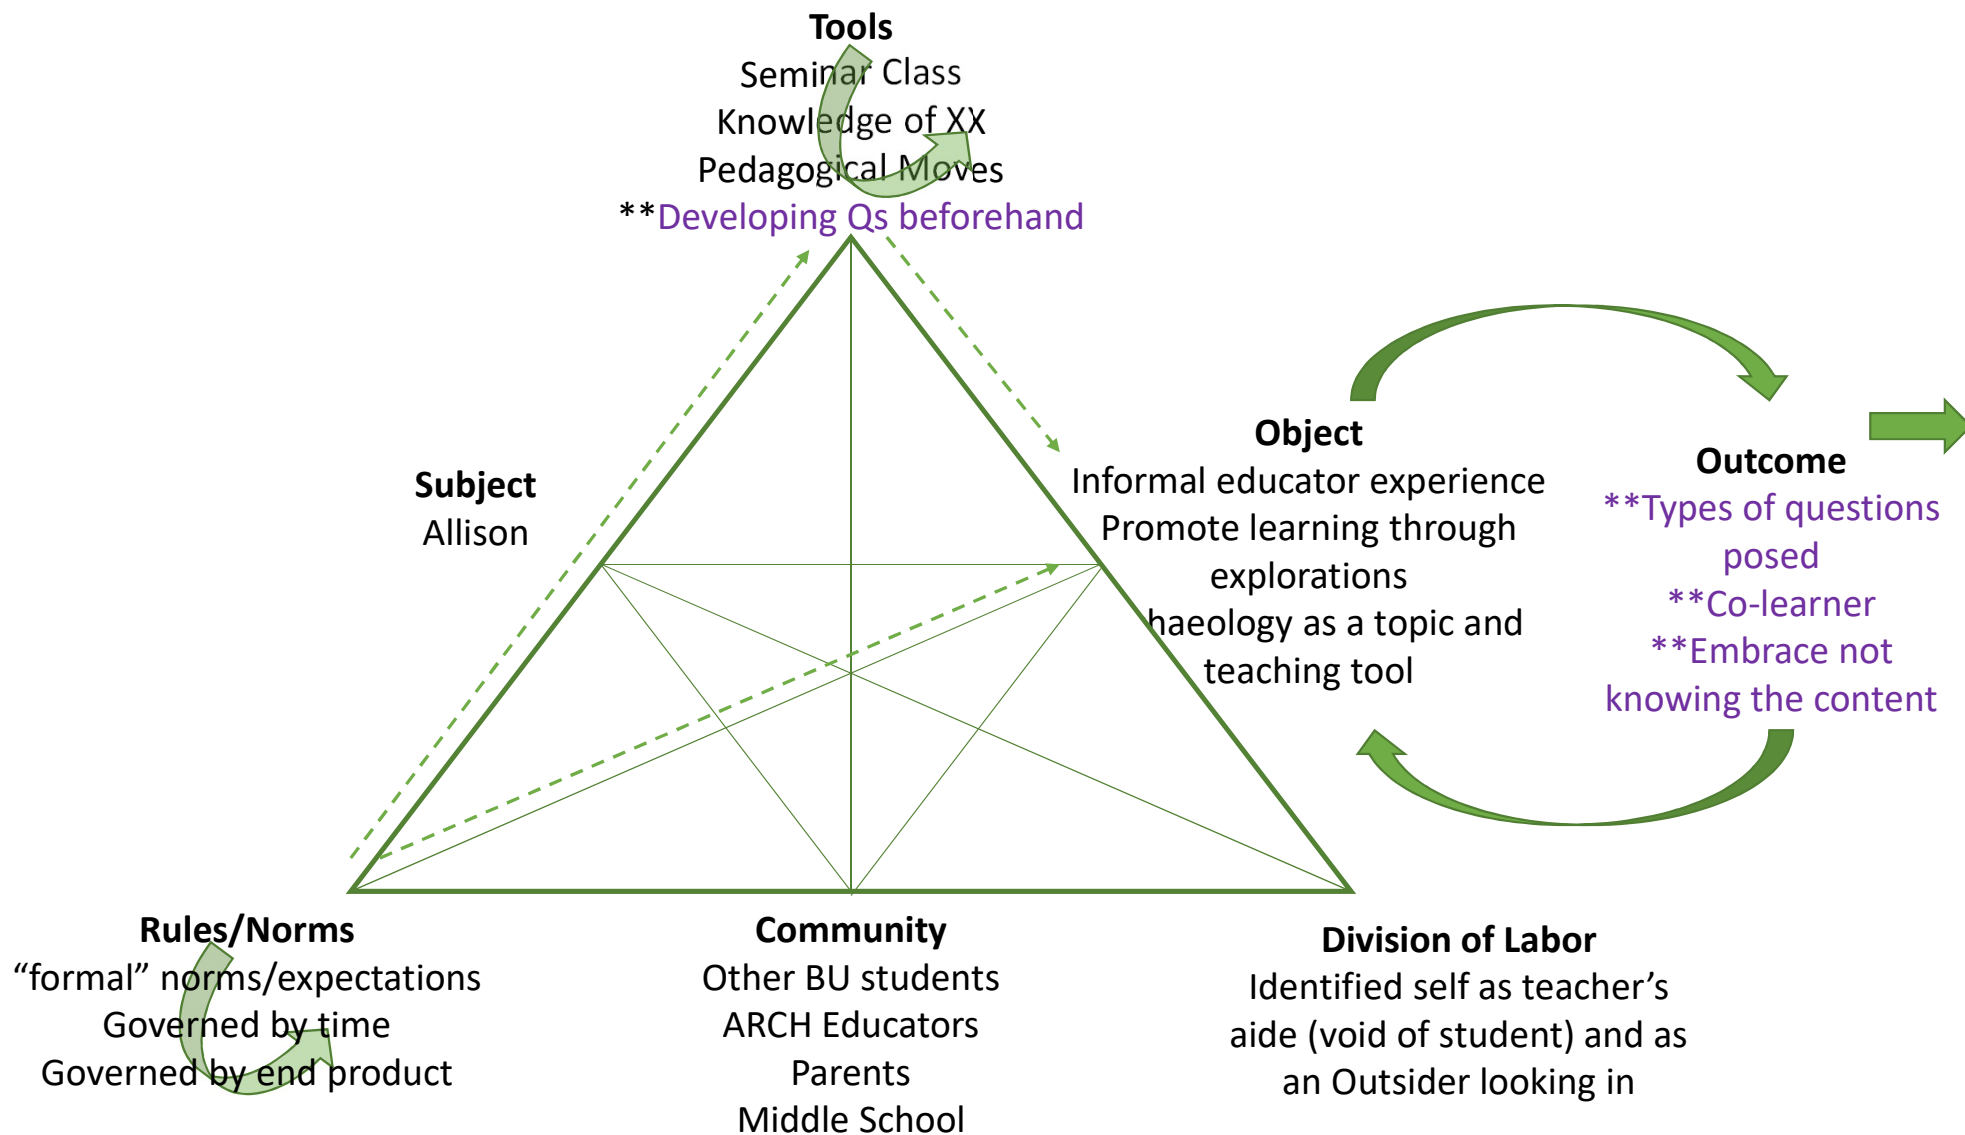 Tools
Seminar Class
Knowledge of XX
Pedagogical Moves
**Developing Qs beforehand
Subject
Allison
Object
Informal educator experience
Promote learning through
explorations
haeology as a topic and
teaching tool
Outcome
**Types of questions
posed
**Co-learner
**Embrace not
knowing the content
Rules/Norms
“formal” norms/expectations
Governed by time
Governed by end product
Community
Other BU students
ARCH Educators
Parents
Middle School
Division of Labor
Identified self as teacher’s
aide (void of student) and as
an Outsider looking in